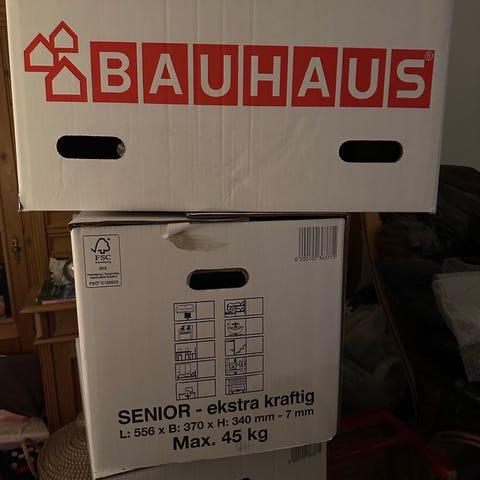 BAUHAUS®
FSC
MIX
SENIOR - ekstra kraftig
L: 556 x B: 370 x H: 340 mm - 7 mm
Max. 45 kg